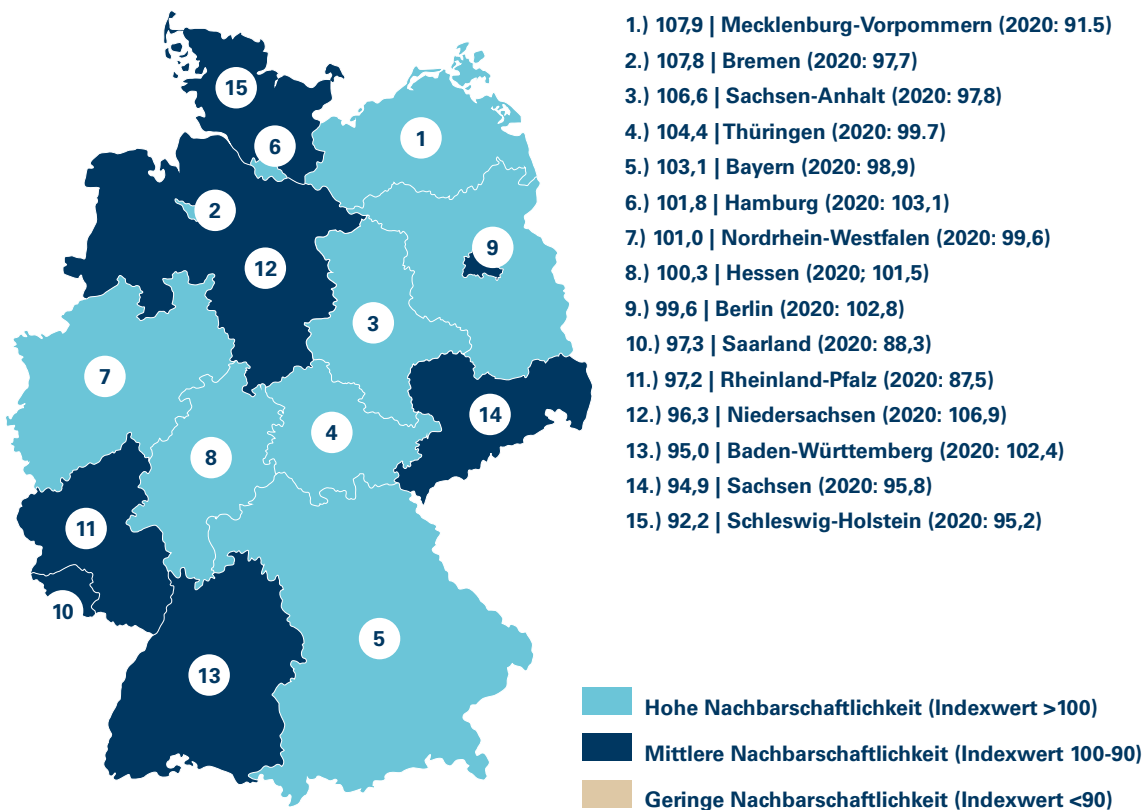 1.) 107,9 | Mecklenburg-Vorpommern (2020: 91.5)
2.) 107,8 | Bremen (2020: 97,7)
3.) 106,6 | Sachsen-Anhalt (2020: 97,8)
4.) 104,4 | Thüringen (2020: 99.7)
5.) 103,1 | Bayern (2020: 98,9)
6.) 101,8 | Hamburg (2020: 103,1)
7.) 101,0 | Nordrhein-Westfalen (2020: 99,6)
8.) 100,3 | Hessen (2020; 101,5)
9.) 99,6 | Berlin (2020: 102,8)
10.) 97,3 | Saarland (2020: 88,3)
11.) 97,2 | Rheinland-Pfalz (2020: 87,5)
12.) 96,3 | Niedersachsen (2020: 106,9)
13.) 95,0 | Baden-Württemberg (2020: 102,4)
14.) 94,9 | Sachsen (2020: 95,8)
15.) 92,2 | Schleswig-Holstein (2020: 95,2)
15
1
6
2
9
12
3
7
14
4
8
11
10
5
13
Hohe Nachbarschaftlichkeit (Indexwert >100)
Mittlere Nachbarschaftlichkeit (Indexwert 100-90)
Geringe Nachbarschaftlichkeit (Indexwert <90)